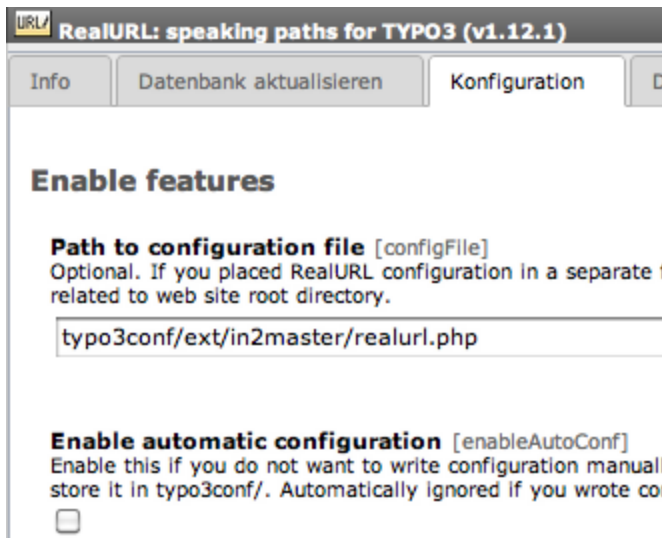 URL/ RealURL: speaking paths for TYPO3 (v1.12.1)
Info Datenbank aktualisieren Konfiguration D
Enable features
Path to configuration file [configFile]
Optional. If you placed RealURL configuration in a separate
related to web site root directory.
typo3conf/ext/in2master/realurl.php
Enable automatic configuration [enableAutoConf]
Enable this if you do not want to write configuration manuall
store it in typo3conf/. Automatically ignored if you wrote co